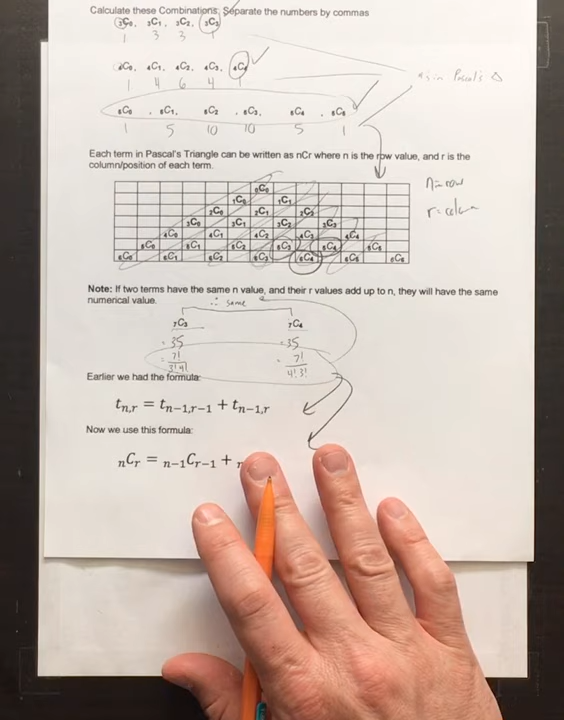 Calculate these Combinations. Separate the numbers by commas
₃C₀, ₃C₁, ₃C₂, ₃C₃
1 3 3 1
₄C₀, ₄C₁, ₄C₂, ₄C₃, ₄C₄
1 4 6 4 1
as in Pascal's Δ
₅C₀ , ₅C₁, ₅C₂ , ₅C₃, ₅C₄ , ₅C₅
1 5 10 10 5 1
Each term in Pascal's Triangle can be written as nCr where n is the row value, and r is the
column/position of each term.
n=row
r=column
₀C₀
₁C₀ ₁C₁
₂C₀ ₂C₁ ₂C₂
₃C₀ ₃C₁ ₃C₂ ₃C₃
₄C₀ ₄C₁ ₄C₂ ₄C₃ ₄C₄
₅C₀ ₅C₁ ₅C₂ ₅C₃ ₅C₄ ₅C₅
₆C₀ ₆C₁ ₆C₂ ₆C₃ ₆C₄ ₆C₅ ₆C₆
Note: If two terms have the same n value, and their r values add up to n, they will have the same
numerical value.
∴ same
₇C₃ ₇C₄
= 35 = 35
= 7!/3!4! = 7!/4!3!
Earlier we had the formula:
tn,r = tn−1,r−1 + tn−1,r
Now we use this formula:
nCr = n−1Cr−1 +